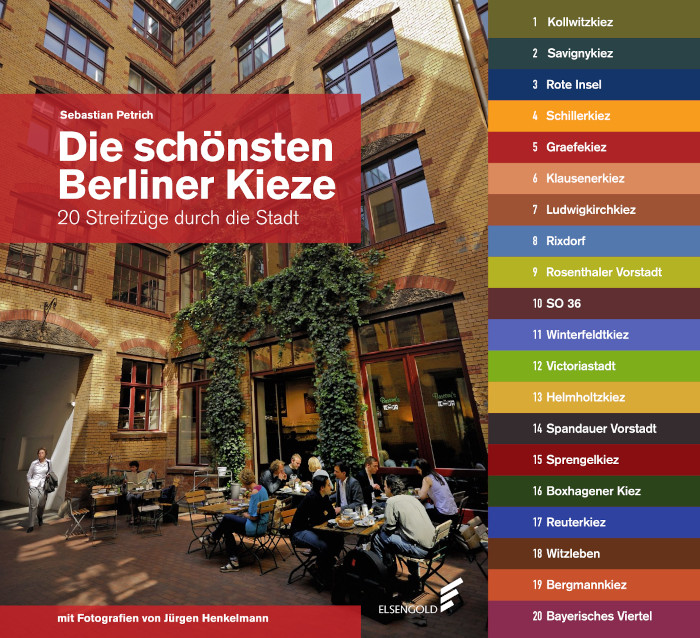 Sebastian Petrich
Die schönsten
Berliner Kieze
20 Streifzüge durch die Stadt
mit Fotografien von Jürgen Henkelmann
ELSENGOLD
1 Kollwitzkiez
2 Savignykiez
3 Rote Insel
4 Schillerkiez
5 Graefekiez
6 Klausenerkiez
7 Ludwigkirchkiez
8 Rixdorf
9 Rosenthaler Vorstadt
10 SO 36
11 Winterfeldtkiez
12 Victoriastadt
13 Helmholtzkiez
14 Spandauer Vorstadt
15 Sprengelkiez
16 Boxhagener Kiez
17 Reuterkiez
18 Witzleben
19 Bergmannkiez
20 Bayerisches Viertel